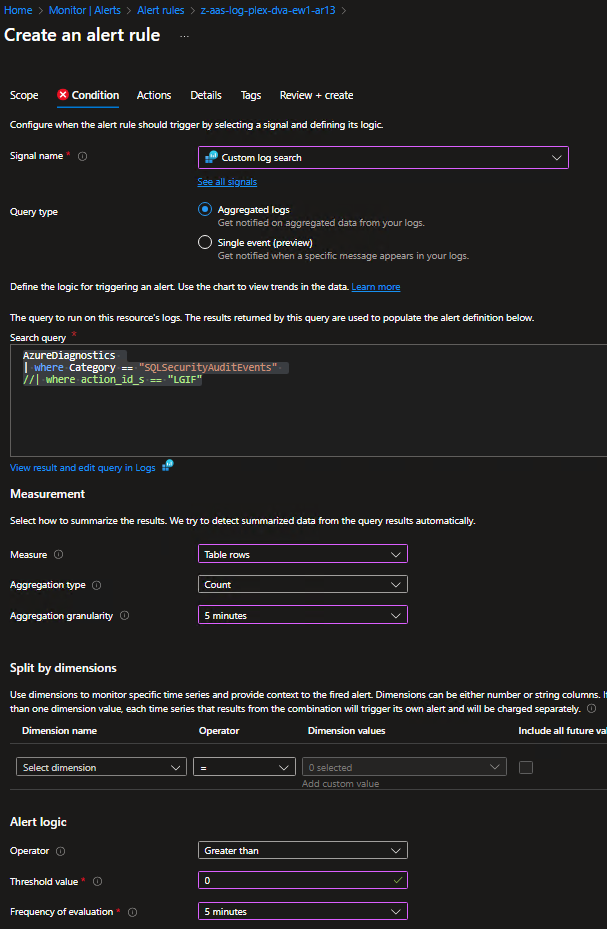 Home > Monitor | Alerts > Alert rules > z-aas-log-plex-dva-ew1-ar13 >
Create an alert rule ...
Scope Condition Actions Details Tags Review + create
Configure when the alert rule should trigger by selecting a signal and defining its logic.
Signal name * Custom log search
See all signals
Query type Aggregated logs
Get notified on aggregated data from your logs.
Single event (preview)
Get notified when a specific message appears in your logs.
Define the logic for triggering an alert. Use the chart to view trends in the data. Learn more
The query to run on this resource's logs. The results returned by this query are used to populate the alert definition below.
Search query *
AzureDiagnostics
| where Category == "SQLSecurityAuditEvents"
//| where action_id_s == "LGIF"
View result and edit query in Logs
Measurement
Select how to summarize the results. We try to detect summarized data from the query results automatically.
Measure Table rows
Aggregation type Count
Aggregation granularity 5 minutes
Split by dimensions
Use dimensions to monitor specific time series and provide context to the fired alert. Dimensions can be either number or string columns. I
than one dimension value, each time series that results from the combination will trigger its own alert and will be charged separately.
Dimension name Operator Dimension values Include all future va
Select dimension = 0 selected
Add custom value
Alert logic
Operator Greater than
Threshold value * 0
Frequency of evaluation * 5 minutes